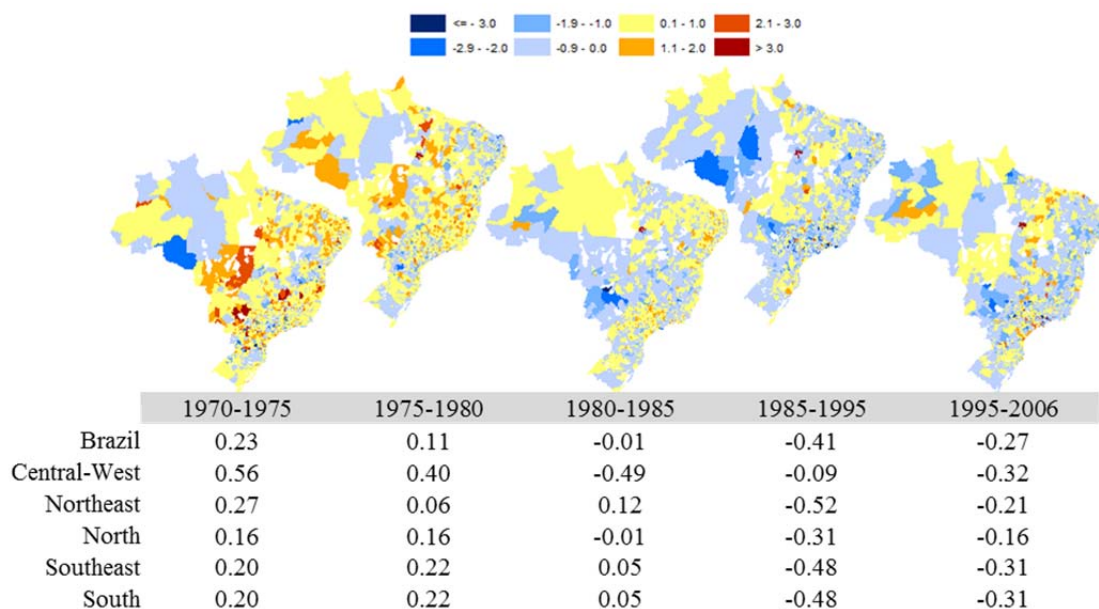 <= - 3.0 -1.9 - -1.0 0.1 - 1.0 2.1 - 3.0
-2.9 - -2.0 -0.9 - 0.0 1.1 - 2.0 > 3.0
1970-1975 1975-1980 1980-1985 1985-1995 1995-2006
Brazil 0.23 0.11 -0.01 -0.41 -0.27
Central-West 0.56 0.40 -0.49 -0.09 -0.32
Northeast 0.27 0.06 0.12 -0.52 -0.21
North 0.16 0.16 -0.01 -0.31 -0.16
Southeast 0.20 0.22 0.05 -0.48 -0.31
South 0.20 0.22 0.05 -0.48 -0.31